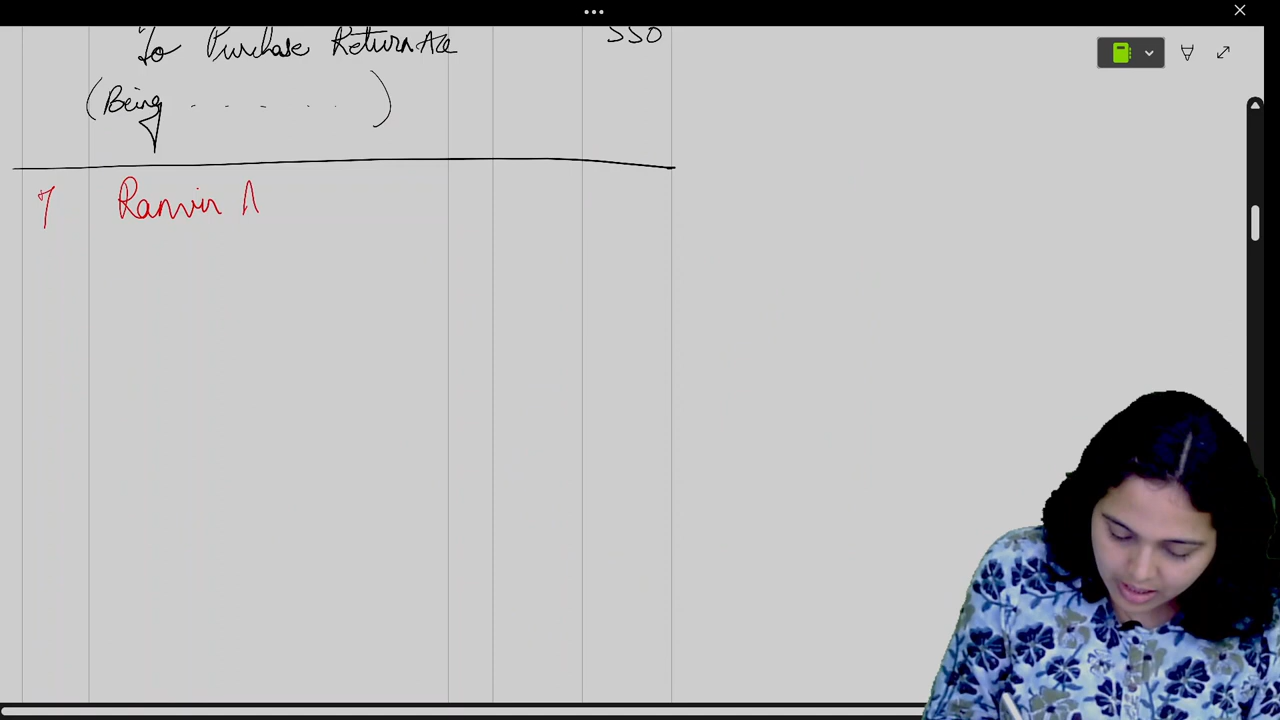 To Purchase Return A/c 550
(Being . . . . . )
7 Ranvir A